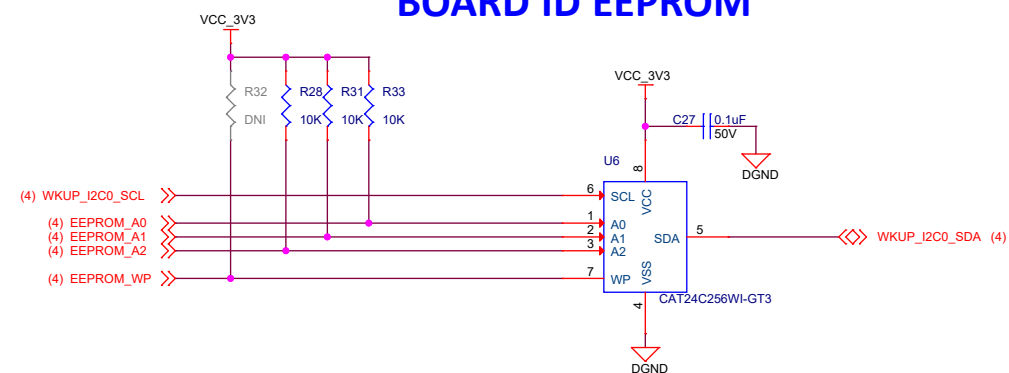 BOARD ID EEPROM
VCC_3V3
R32
R28
R31
R33
DNI
10K
10K
10K
VCC_3V3
C27
0.1uF
50V
DGND
U6
8
(4) WKUP_I2C0_SCL
6
SCL
VCC
(4) EEPROM_A0
1
A0
(4) EEPROM_A1
2
A1
SDA
5
WKUP_I2C0_SDA (4)
(4) EEPROM_A2
3
A2
(4) EEPROM_WP
7
WP
VSS
4
CAT24C256WI-GT3
DGND